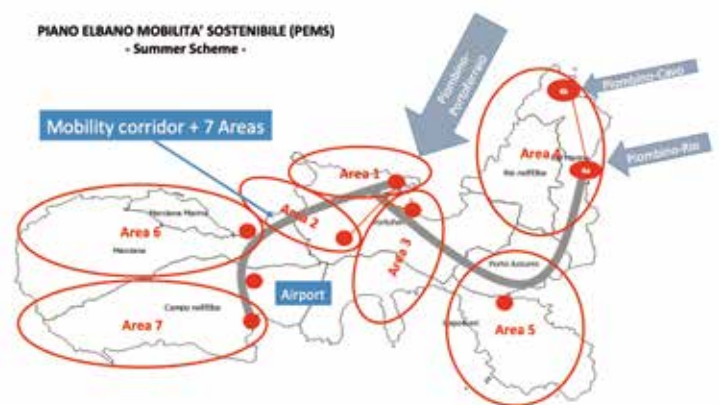 PIANO ELBANO MOBILITA' SOSTENIBILE (PEMS)
- Summer Scheme -
Piombino-
Portoferraio
Piombino-Cavo
Piombino-Rio
Mobility corridor + 7 Areas
Area 1
Area 2
Area 3
Area 4
Rio nell'Elba
Area 6
Marciana Marina
Marciana
Airport
Porto Azzurro
Campo nell'Elba
Area 7
Capoliveri
Area 5